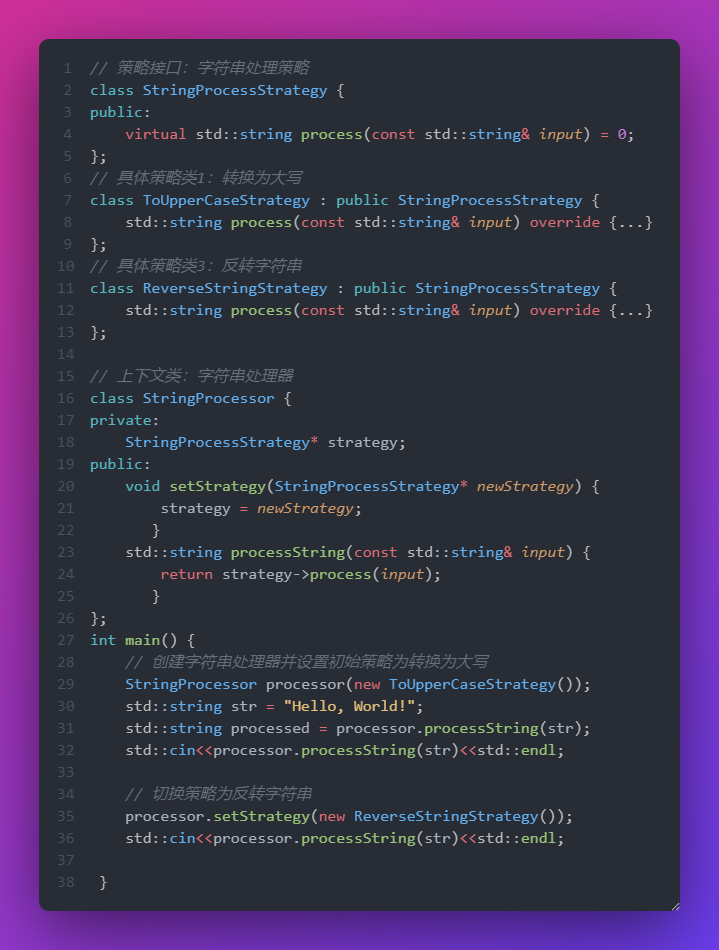 1 // 策略接口：字符串处理策略
2 class StringProcessStrategy {
3 public:
4     virtual std::string process(const std::string& input) = 0;
5 };
6 // 具体策略类1：转换为大写
7 class ToUpperCaseStrategy : public StringProcessStrategy {
8     std::string process(const std::string& input) override {...}
9 };
10 // 具体策略类3：反转字符串
11 class ReverseStringStrategy : public StringProcessStrategy {
12     std::string process(const std::string& input) override {...}
13 };
14
15 // 上下文类：字符串处理器
16 class StringProcessor {
17 private:
18     StringProcessStrategy* strategy;
19 public:
20     void setStrategy(StringProcessStrategy* newStrategy) {
21         strategy = newStrategy;
22        }
23     std::string processString(const std::string& input) {
24         return strategy->process(input);
25        }
26 };
27 int main() {
28     // 创建字符串处理器并设置初始策略为转换为大写
29     StringProcessor processor(new ToUpperCaseStrategy());
30     std::string str = "Hello, World!";
31     std::string processed = processor.processString(str);
32     std::cin<<processor.processString(str)<<std::endl;
33
34     // 切换策略为反转字符串
35     processor.setStrategy(new ReverseStringStrategy());
36     std::cin<<processor.processString(str)<<std::endl;
37
38  }